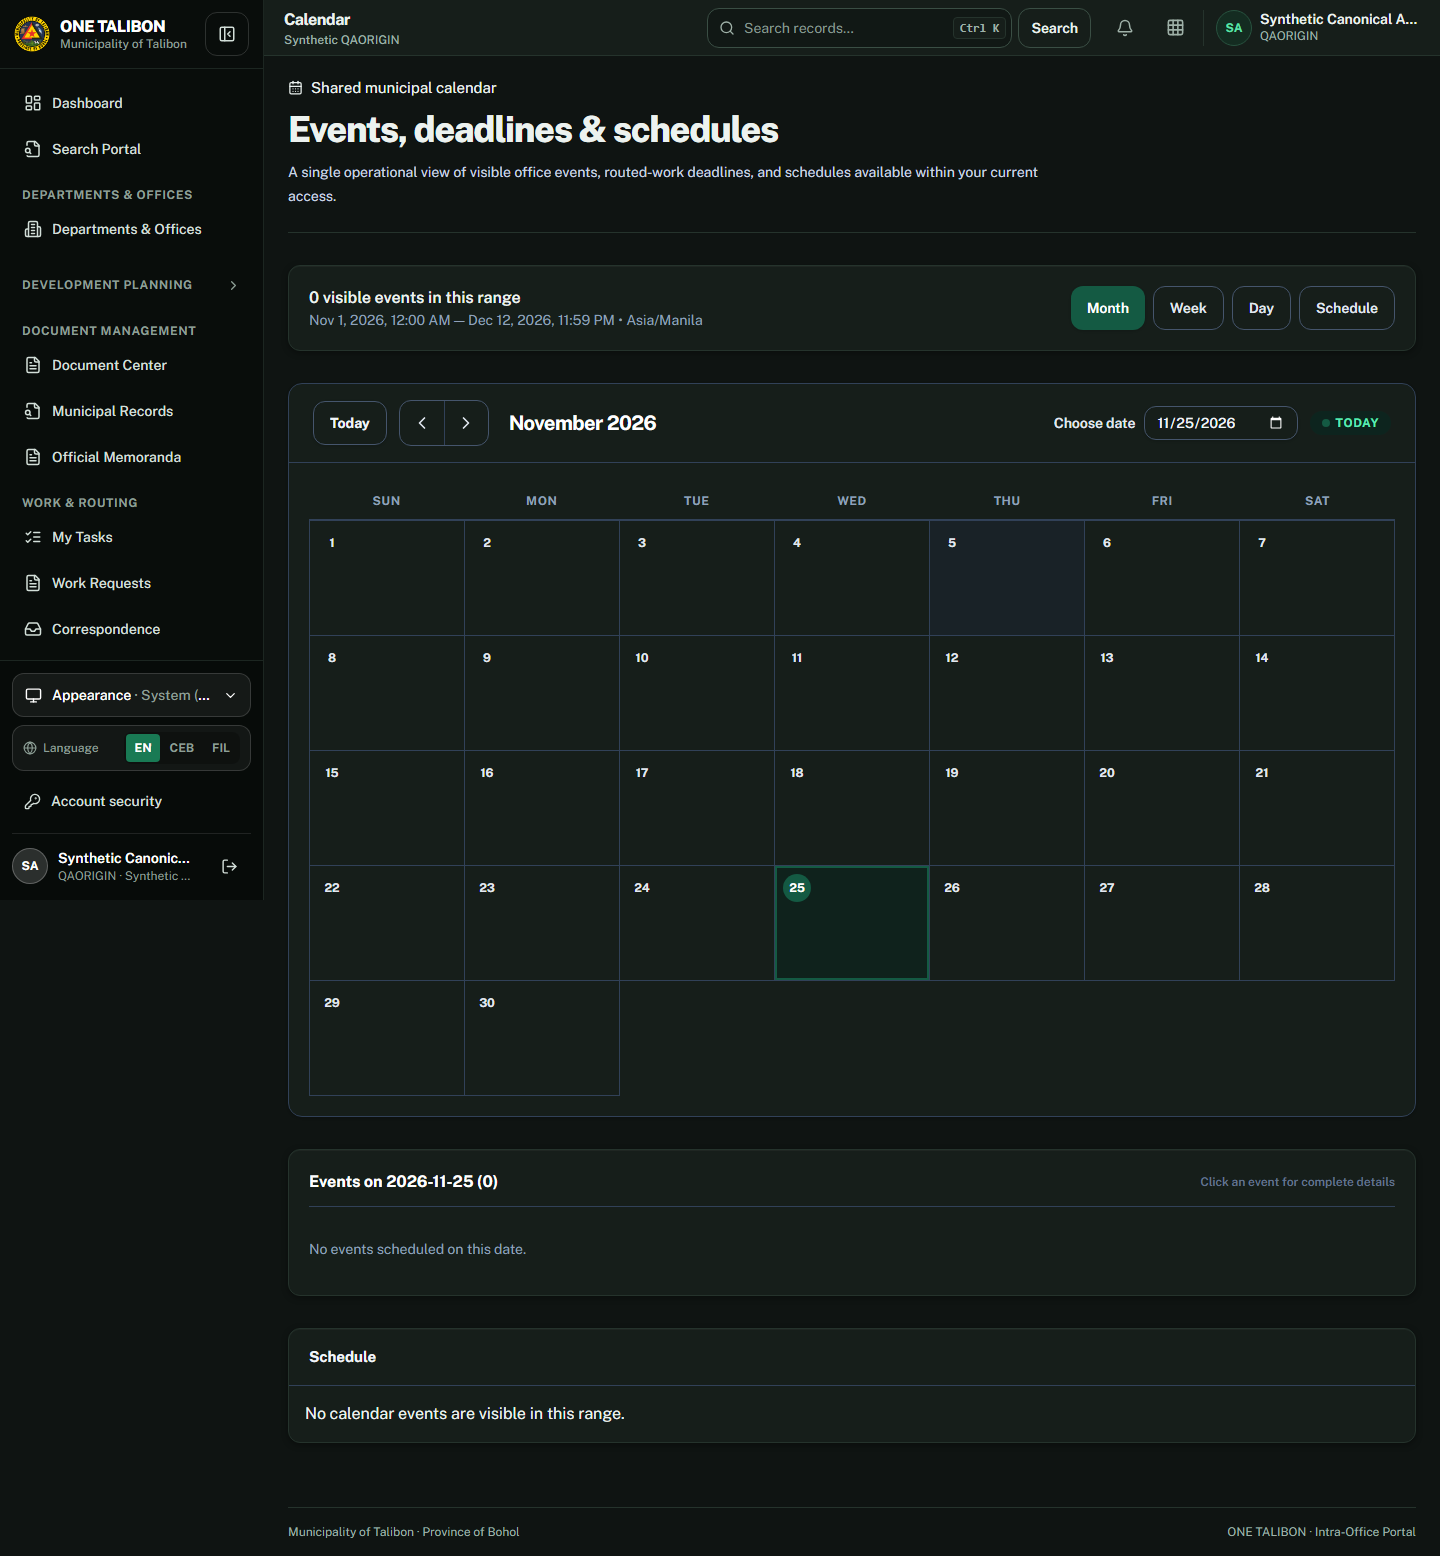 ONE TALIBON
Municipality of Talibon
Dashboard
Search Portal
DEPARTMENTS & OFFICES
Departments & Offices
DEVELOPMENT PLANNING
DOCUMENT MANAGEMENT
Document Center
Municipal Records
Official Memoranda
WORK & ROUTING
My Tasks
Work Requests
Correspondence
Appearance · System (...
Language EN CEB FIL
Account security
SA Synthetic Canonic...
QAORIGIN · Synthetic ...
Calendar
Synthetic QAORIGIN
Search records... Ctrl K Search
SA Synthetic Canonical A...
QAORIGIN
Shared municipal calendar
Events, deadlines & schedules
A single operational view of visible office events, routed-work deadlines, and schedules available within your current
access.
0 visible events in this range
Nov 1, 2026, 12:00 AM — Dec 12, 2026, 11:59 PM • Asia/Manila
Month Week Day Schedule
Today November 2026 Choose date 11/25/2026 TODAY
SUN MON TUE WED THU FRI SAT
1 2 3 4 5 6 7
8 9 10 11 12 13 14
15 16 17 18 19 20 21
22 23 24 25 26 27 28
29 30
Events on 2026-11-25 (0) Click an event for complete details
No events scheduled on this date.
Schedule
No calendar events are visible in this range.
Municipality of Talibon · Province of Bohol ONE TALIBON · Intra-Office Portal